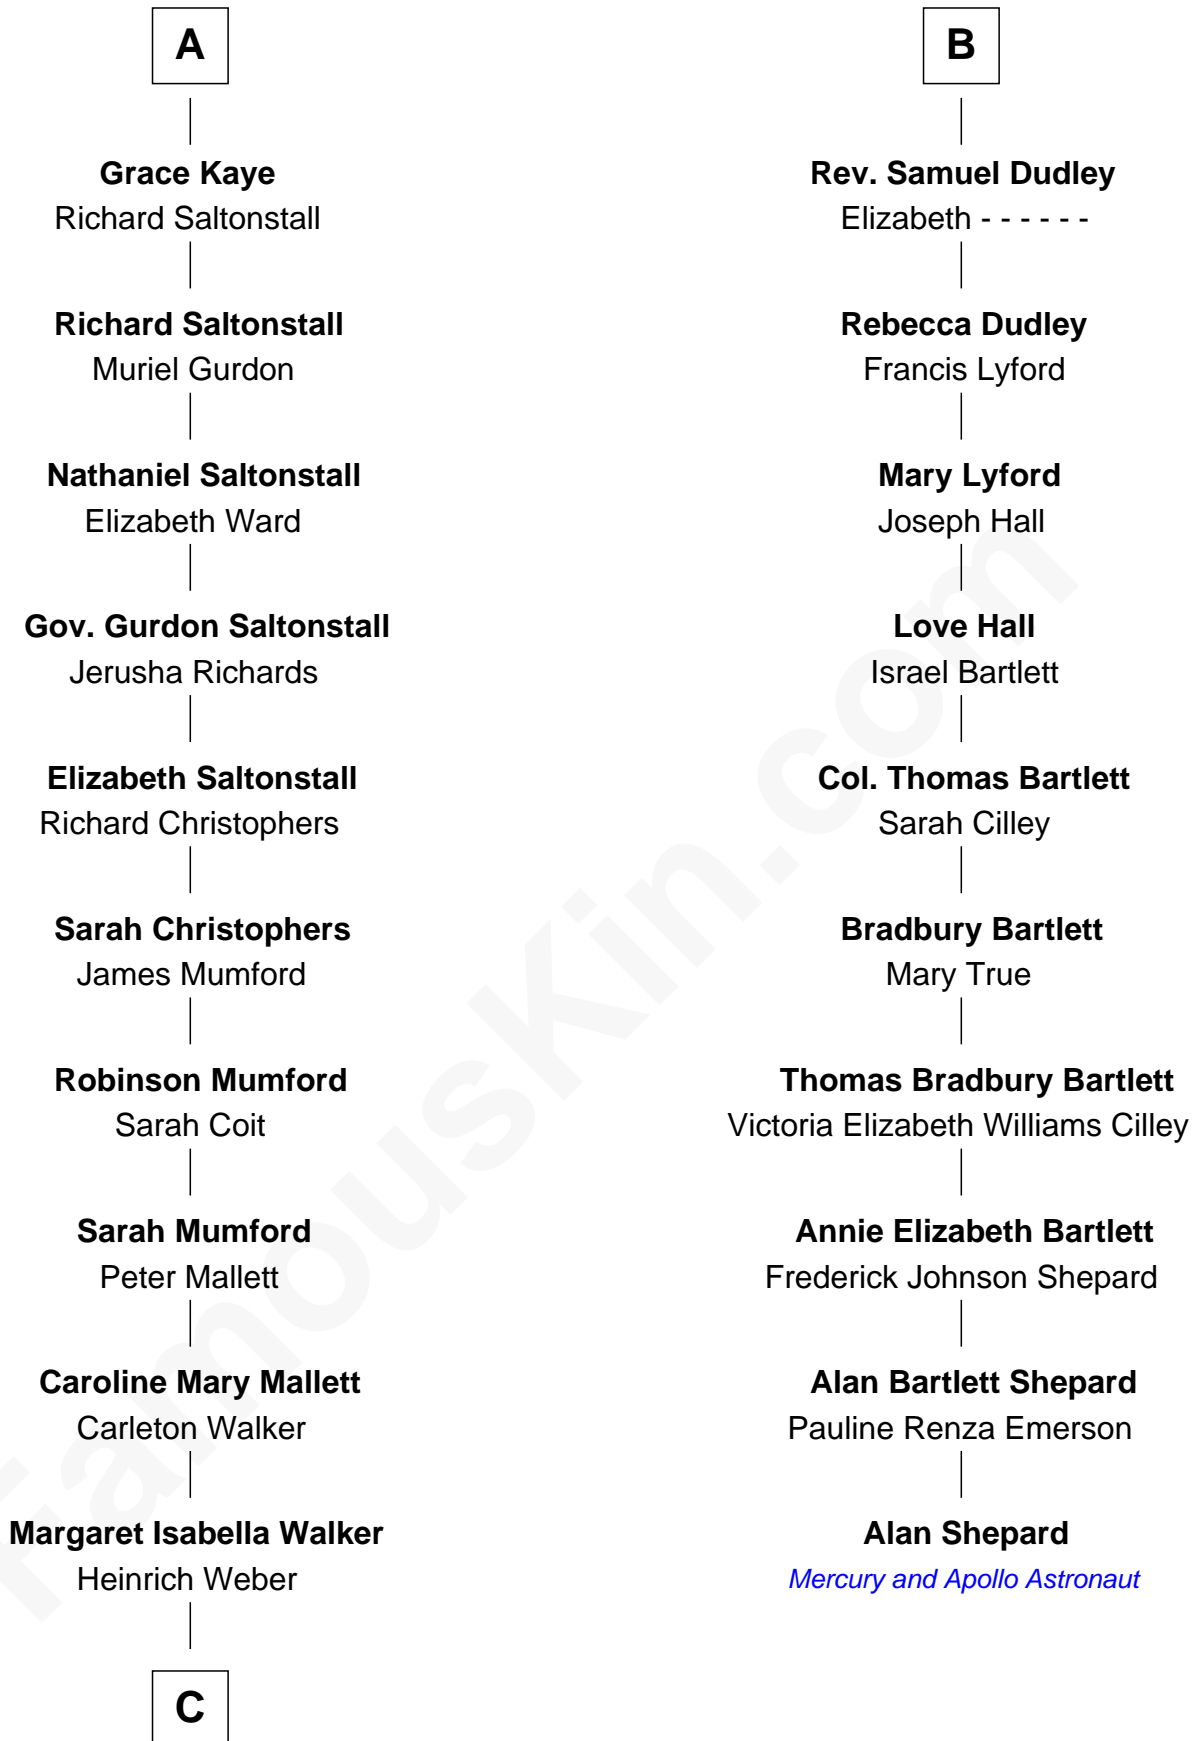 A
Grace Kaye
Richard Saltonstall
Richard Saltonstall
Muriel Gurdon
Nathaniel Saltonstall
Elizabeth Ward
Gov. Gurdon Saltonstall
Jerusha Richards
Elizabeth Saltonstall
Richard Christophers
Sarah Christophers
James Mumford
Robinson Mumford
Sarah Coit
Sarah Mumford
Peter Mallett
Caroline Mary Mallett
Carleton Walker
Margaret Isabella Walker
Heinrich Weber
C
B
Rev. Samuel Dudley
Elizabeth - - - - - -
Rebecca Dudley
Francis Lyford
Mary Lyford
Joseph Hall
Love Hall
Israel Bartlett
Col. Thomas Bartlett
Sarah Cilley
Bradbury Bartlett
Mary True
Thomas Bradbury Bartlett
Victoria Elizabeth Williams Cilley
Annie Elizabeth Bartlett
Frederick Johnson Shepard
Alan Bartlett Shepard
Pauline Renza Emerson
Alan Shepard
Mercury and Apollo Astronaut
FamousKin.com